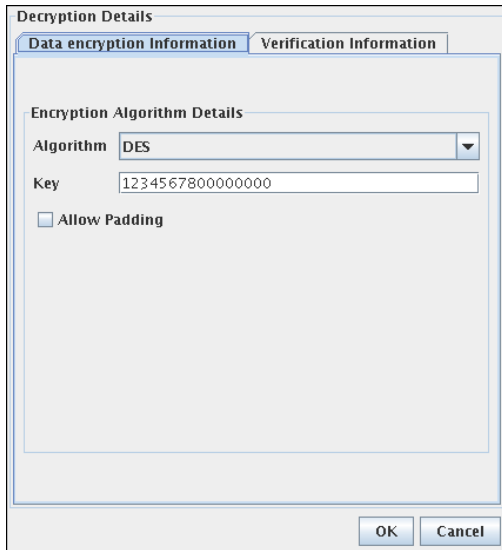 Decryption Details
Data encryption Information Verification Information
Encryption Algorithm Details
Algorithm DES
Key 1234567800000000
Allow Padding
OK Cancel